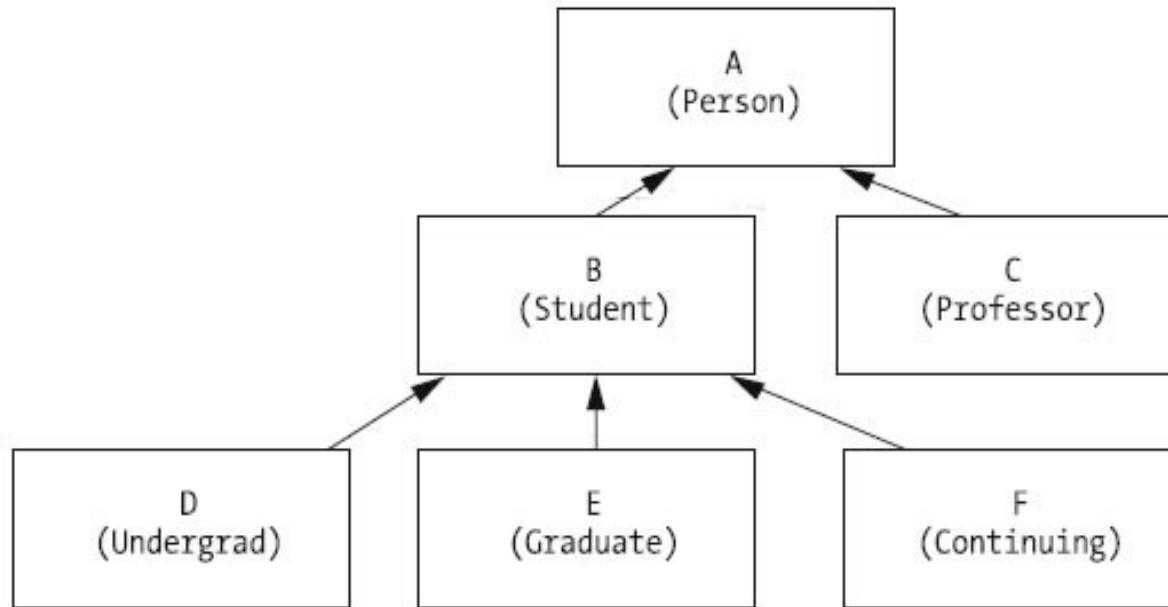 A
(Person)
B
(Student)
C
(Professor)
D
(Undergrad)
E
(Graduate)
F
(Continuing)